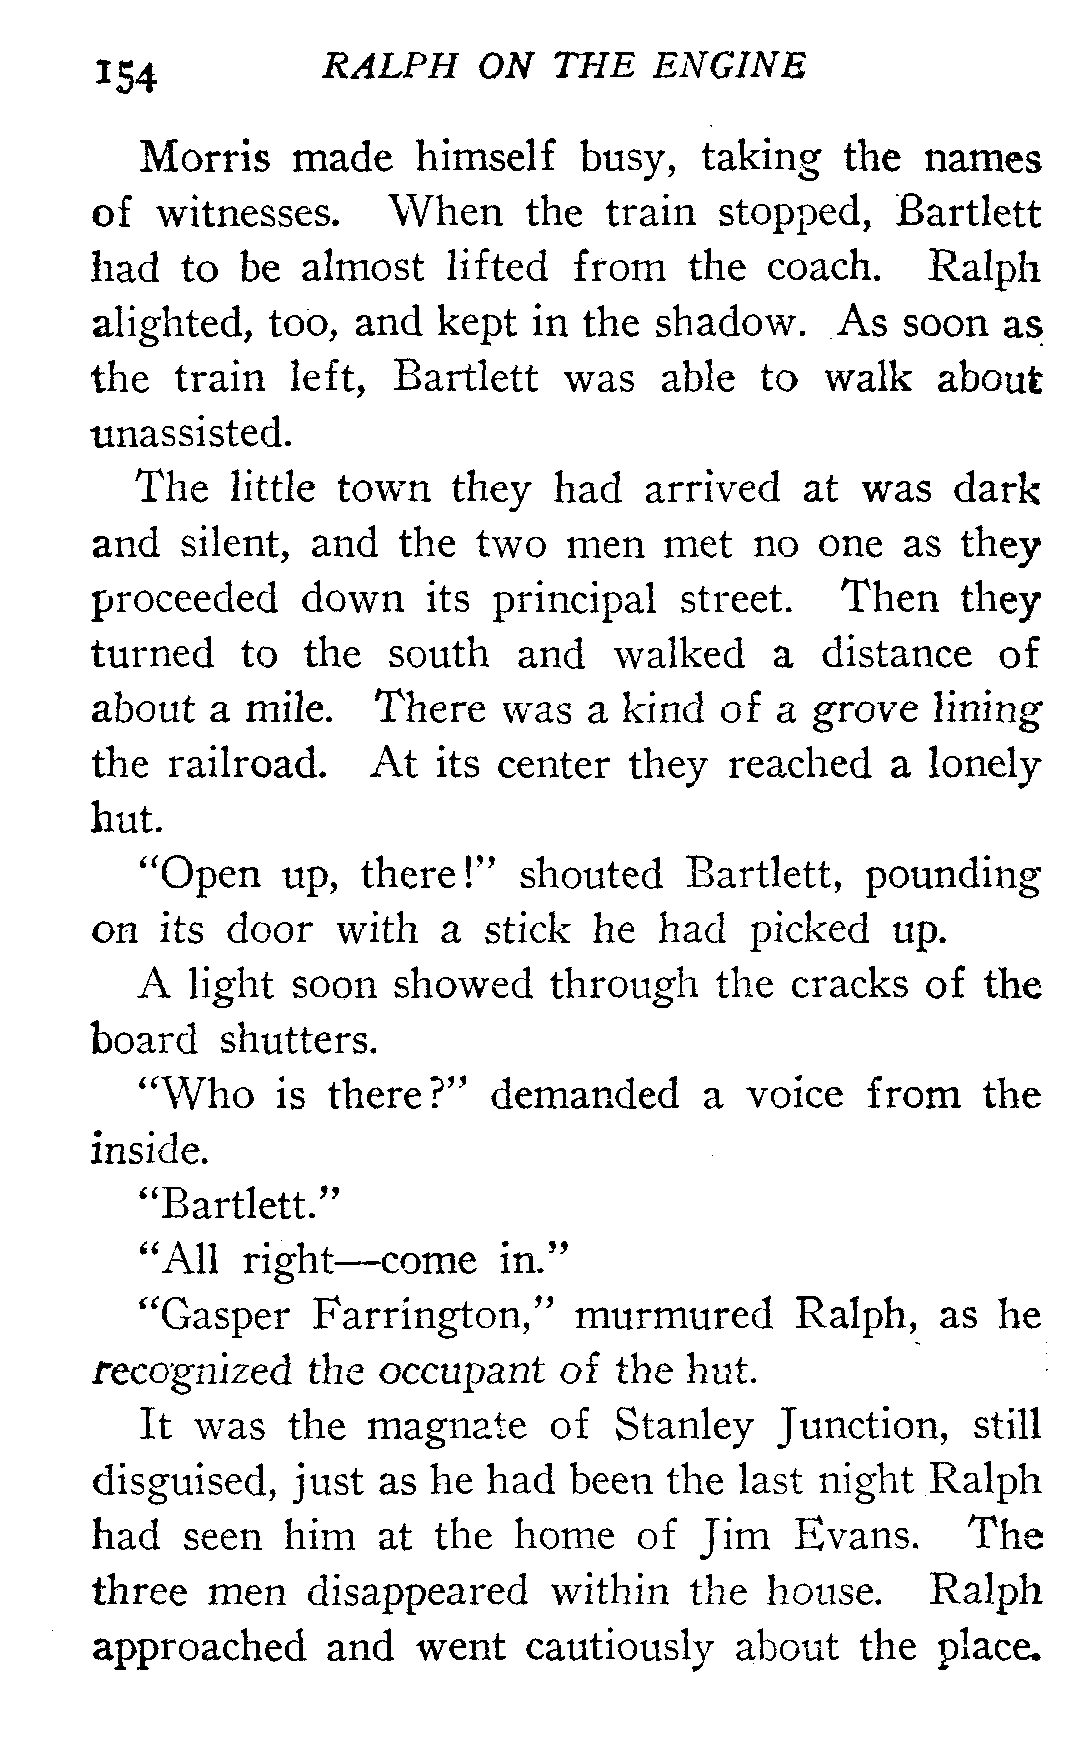 154 RALPH ON THE ENGINE
Morris made himself busy, taking the names
of witnesses. When the train stopped, Bartlett
had to be almost lifted from the coach. Ralph
alighted, too, and kept in the shadow. As soon as
the train left, Bartlett was able to walk about
unassisted.
The little town they had arrived at was dark
and silent, and the two men met no one as they
proceeded down its principal street. Then they
turned to the south and walked a distance of
about a mile. There was a kind of a grove lining
the railroad. At its center they reached a lonely
hut.
“Open up, there!” shouted Bartlett, pounding
on its door with a stick he had picked up.
A light soon showed through the cracks of the
board shutters.
“Who is there?” demanded a voice from the
inside.
“Bartlett.”
“All right—come in.”
“Gasper Farrington,” murmured Ralph, as he
recognized the occupant of the hut.
It was the magnate of Stanley Junction, still
disguised, just as he had been the last night Ralph
had seen him at the home of Jim Evans. The
three men disappeared within the house. Ralph
approached and went cautiously about the place.